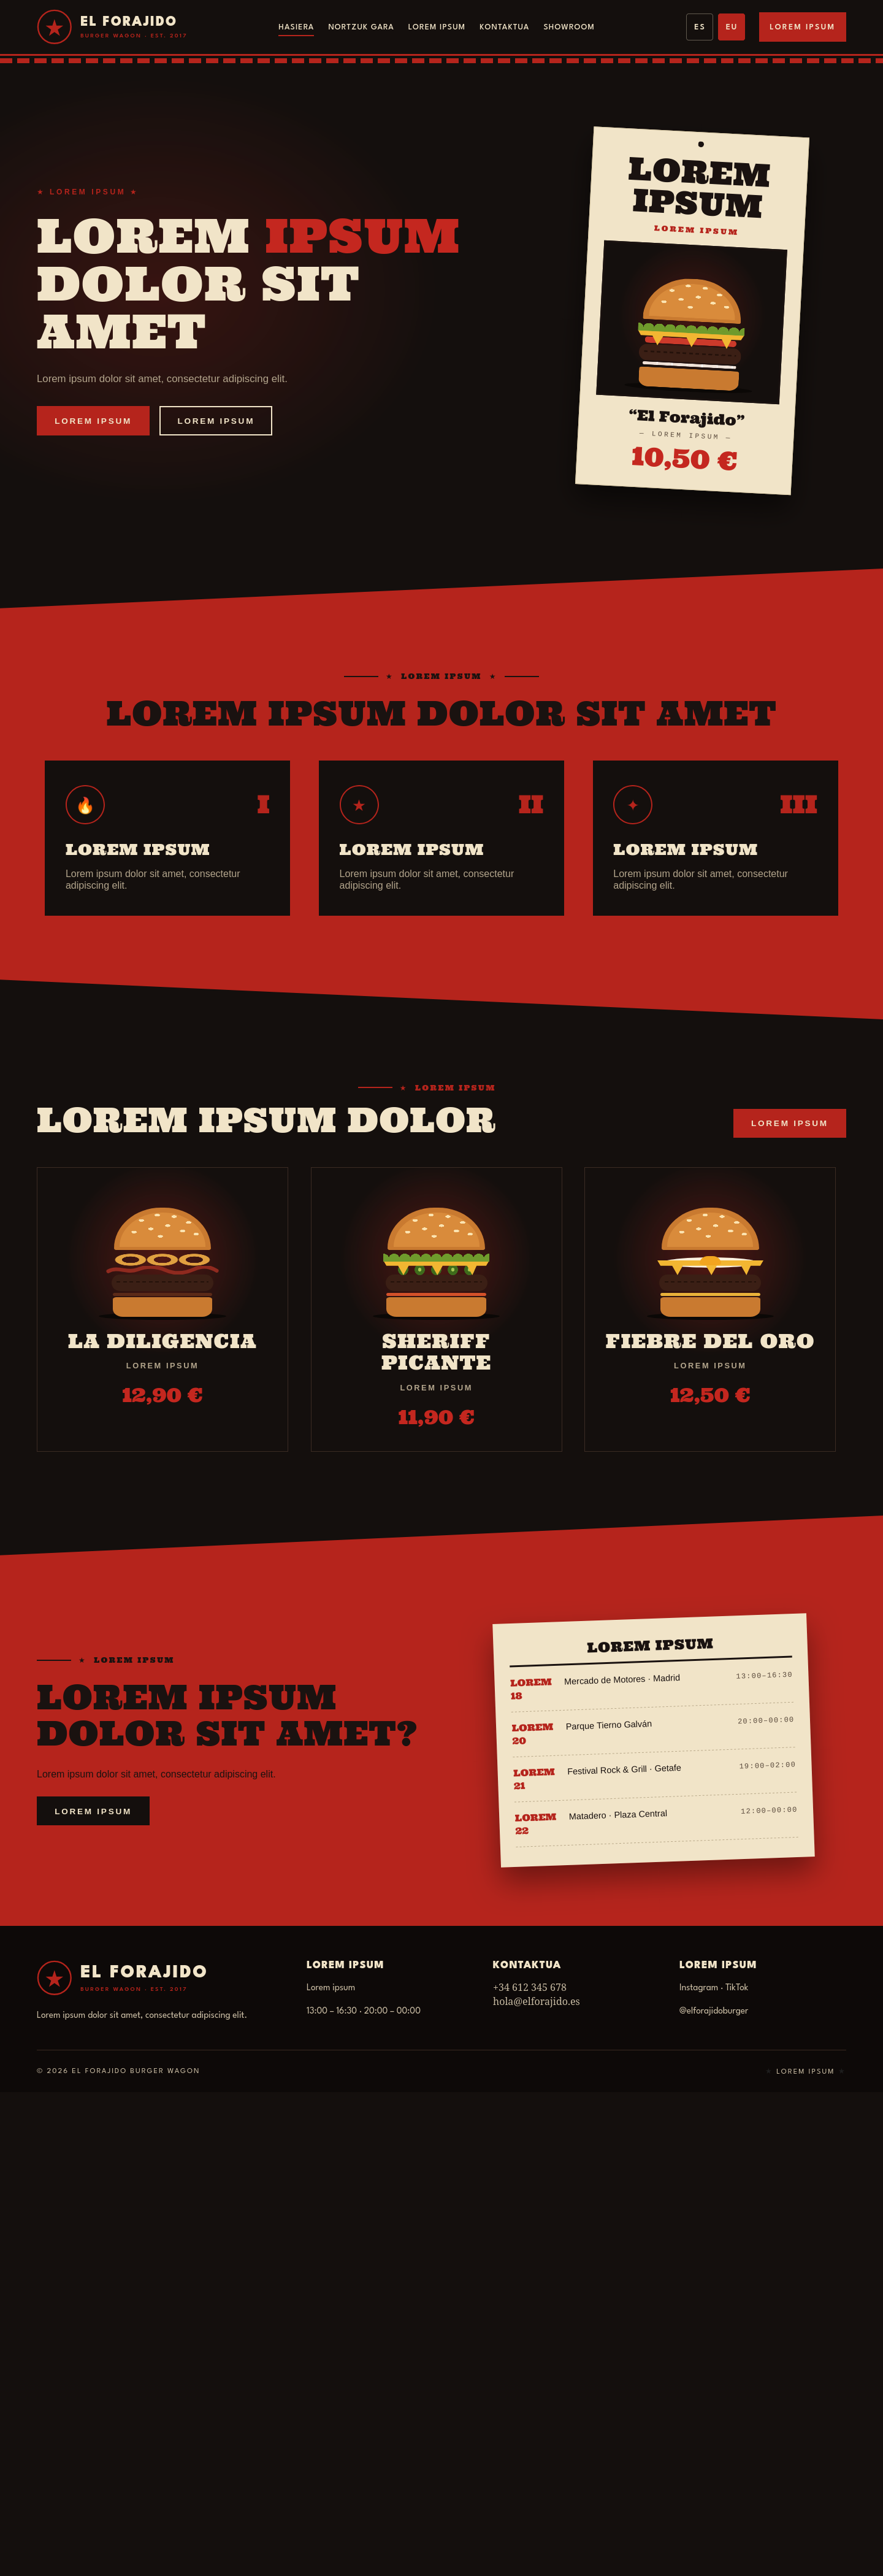 EL FORAJIDO
BURGER WAGON · EST. 2017
HASIERA NORTZUK GARA LOREM IPSUM KONTAKTUA SHOWROOM
ES EU LOREM IPSUM
★ LOREM IPSUM ★
LOREM IPSUM
DOLOR SIT
AMET
Lorem ipsum dolor sit amet, consectetur adipiscing elit.
LOREM IPSUM LOREM IPSUM
LOREM
IPSUM
LOREM IPSUM
“El Forajido”
— LOREM IPSUM —
10,50 €
★ LOREM IPSUM ★
LOREM IPSUM DOLOR SIT AMET
I
LOREM IPSUM
Lorem ipsum dolor sit amet, consectetur
adipiscing elit.
II
LOREM IPSUM
Lorem ipsum dolor sit amet, consectetur
adipiscing elit.
III
LOREM IPSUM
Lorem ipsum dolor sit amet, consectetur
adipiscing elit.
★ LOREM IPSUM
LOREM IPSUM DOLOR
LOREM IPSUM
LA DILIGENCIA
LOREM IPSUM
12,90 €
SHERIFF
PICANTE
LOREM IPSUM
11,90 €
FIEBRE DEL ORO
LOREM IPSUM
12,50 €
★ LOREM IPSUM
LOREM IPSUM
DOLOR SIT AMET?
Lorem ipsum dolor sit amet, consectetur adipiscing elit.
LOREM IPSUM
LOREM IPSUM
LOREM
18
Mercado de Motores · Madrid
13:00–16:30
LOREM
20
Parque Tierno Galván
20:00–00:00
LOREM
21
Festival Rock & Grill · Getafe
19:00–02:00
LOREM
22
Matadero · Plaza Central
12:00–00:00
EL FORAJIDO
BURGER WAGON · EST. 2017
Lorem ipsum dolor sit amet, consectetur adipiscing elit.
LOREM IPSUM
Lorem ipsum
13:00 – 16:30 · 20:00 – 00:00
KONTAKTUA
+34 612 345 678
hola@elforajido.es
LOREM IPSUM
Instagram · TikTok
@elforajidoburger
© 2026 EL FORAJIDO BURGER WAGON
★ LOREM IPSUM ★